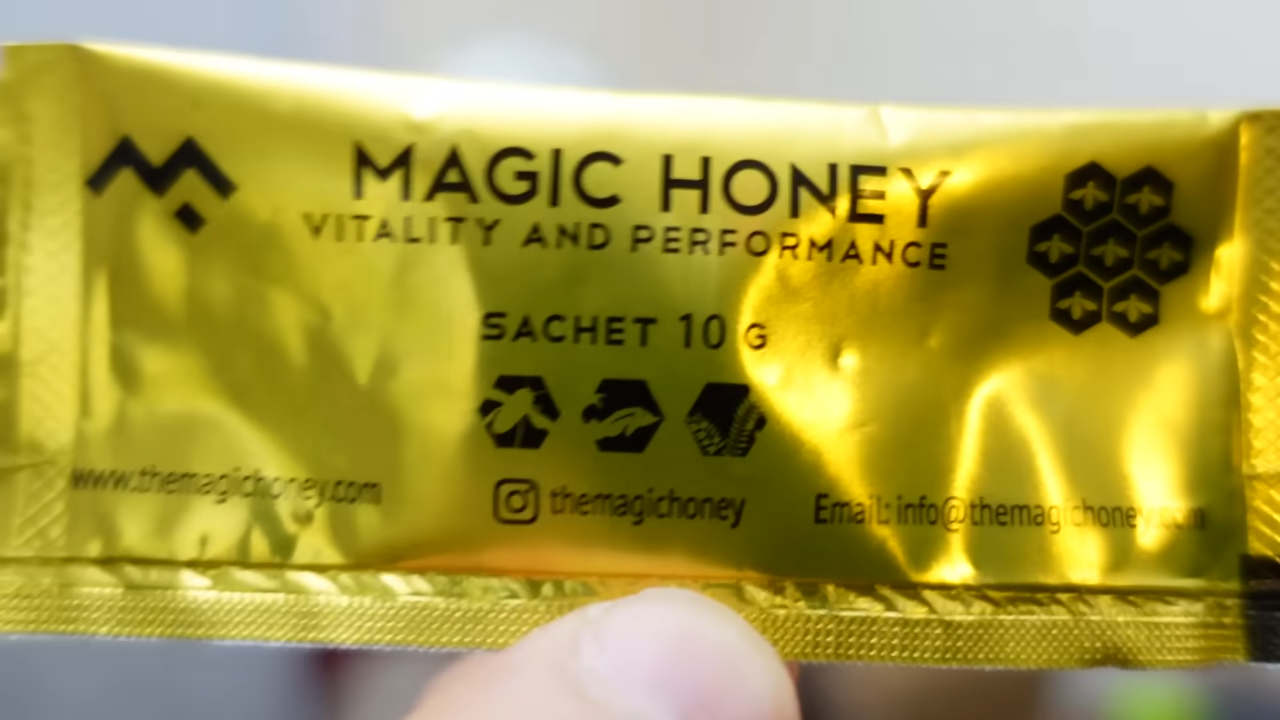 MAGIC HONEY
VITALITY AND PERFORMANCE
SACHET 10 G
www.themagichoney.com
themagichoney
Email: info@themagichoney.com